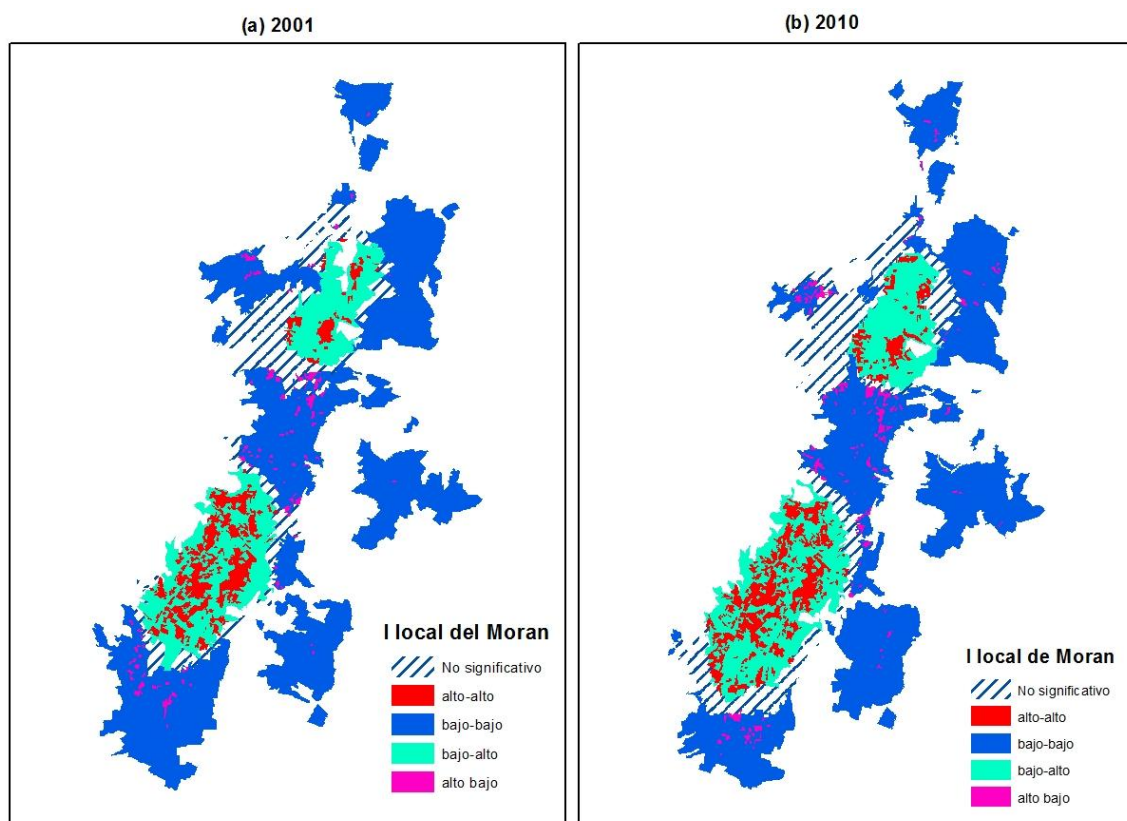 (a) 2001
I local del Moran
No significativo
alto-alto
bajo-bajo
bajo-alto
alto bajo
(b) 2010
I local de Moran
No significativo
alto-alto
bajo-bajo
bajo-alto
alto bajo